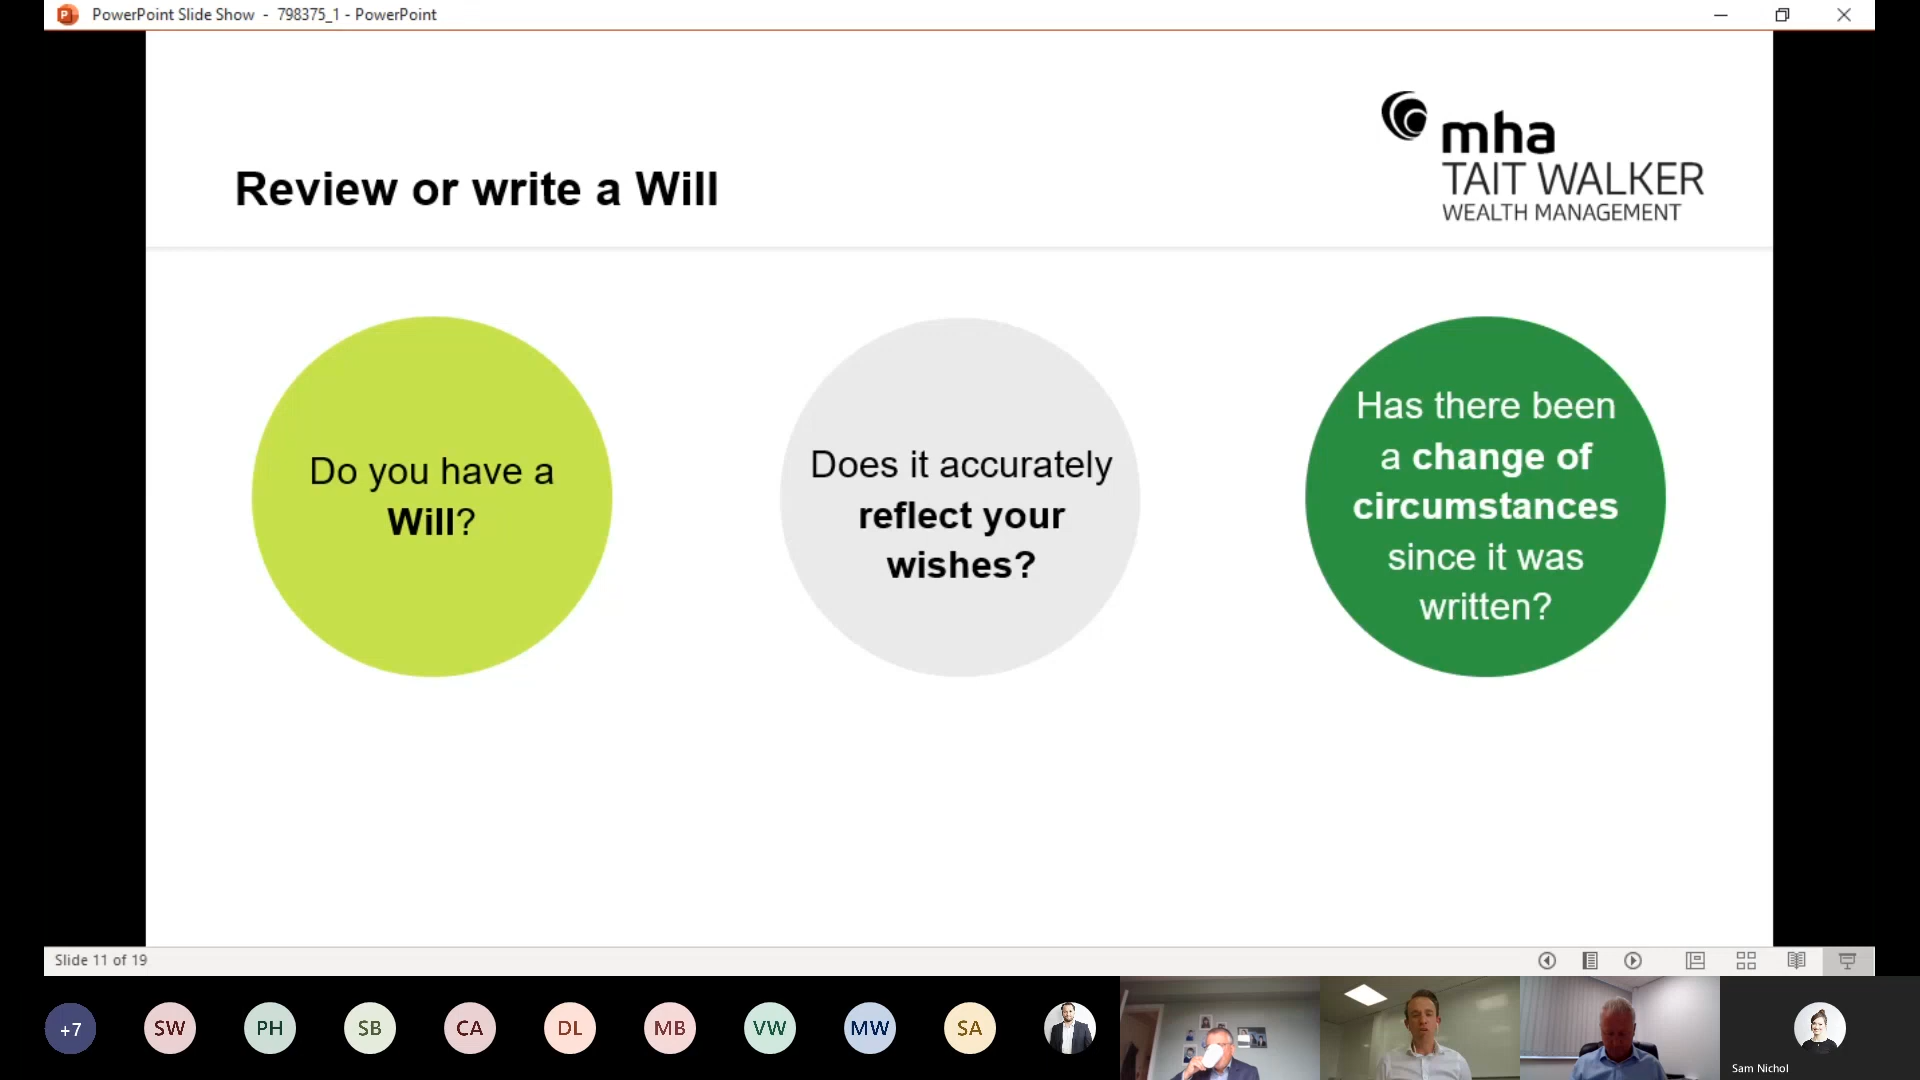 PowerPoint Slide Show - 798375_1 - PowerPoint
mha
TAIT WALKER
WEALTH MANAGEMENT
Review or write a Will
Do you have a
Will?
Does it accurately
reflect your
wishes?
Has there been
a change of
circumstances
since it was
written?
Slide 11 of 19
+7
SW
PH
SB
CA
DL
MB
VW
MW
SA
Sam Nichol